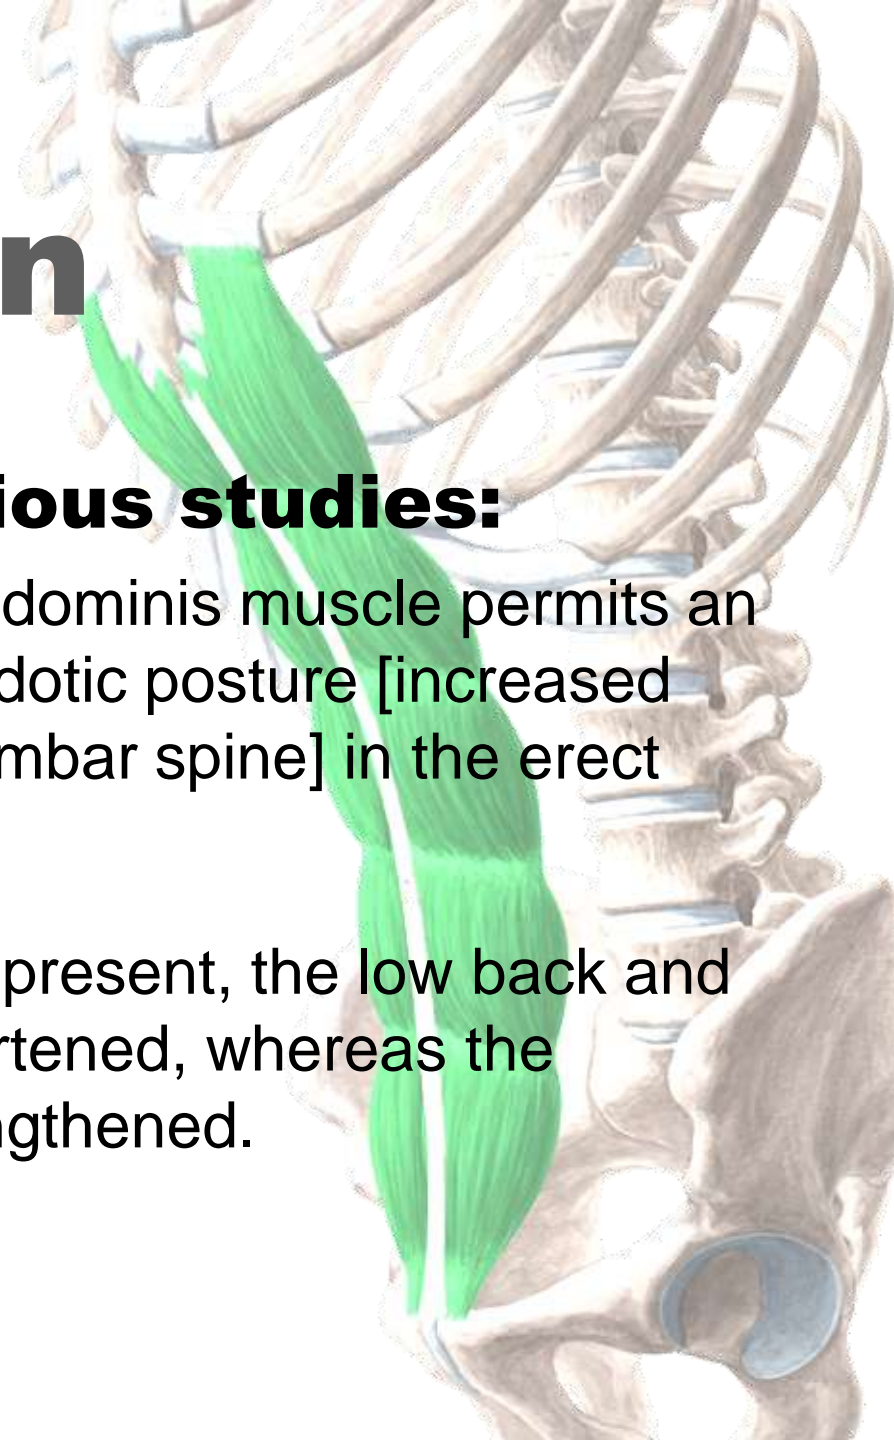 n
ious studies:
dominis muscle permits an
dotic posture [increased
mbar spine] in the erect
present, the low back and
rtened, whereas the
ngthened.